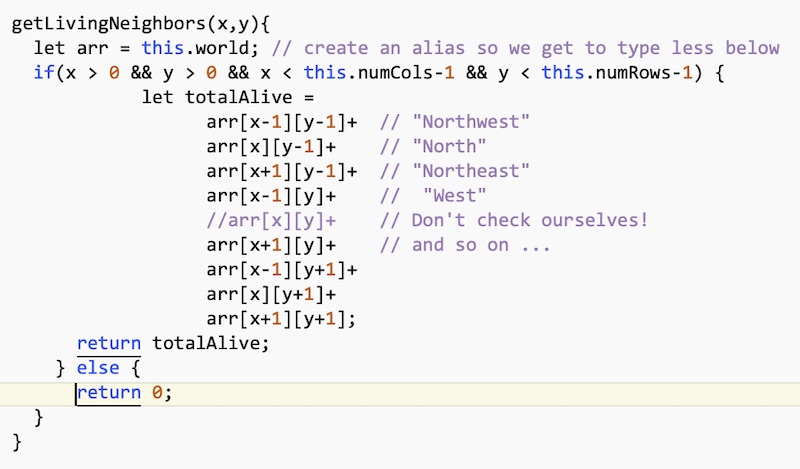 getLivingNeighbors(x,y){
  let arr = this.world; // create an alias so we get to type less below
  if(x > 0 && y > 0 && x < this.numCols-1 && y < this.numRows-1) {
            let totalAlive =
                  arr[x-1][y-1]+  // "Northwest"
                  arr[x][y-1]+    // "North"
                  arr[x+1][y-1]+  // "Northeast"
                  arr[x-1][y]+    //  "West"
                  //arr[x][y]+    // Don't check ourselves!
                  arr[x+1][y]+    // and so on ...
                  arr[x-1][y+1]+
                  arr[x][y+1]+
                  arr[x+1][y+1];
      return totalAlive;
    } else {
      return 0;
  }
}